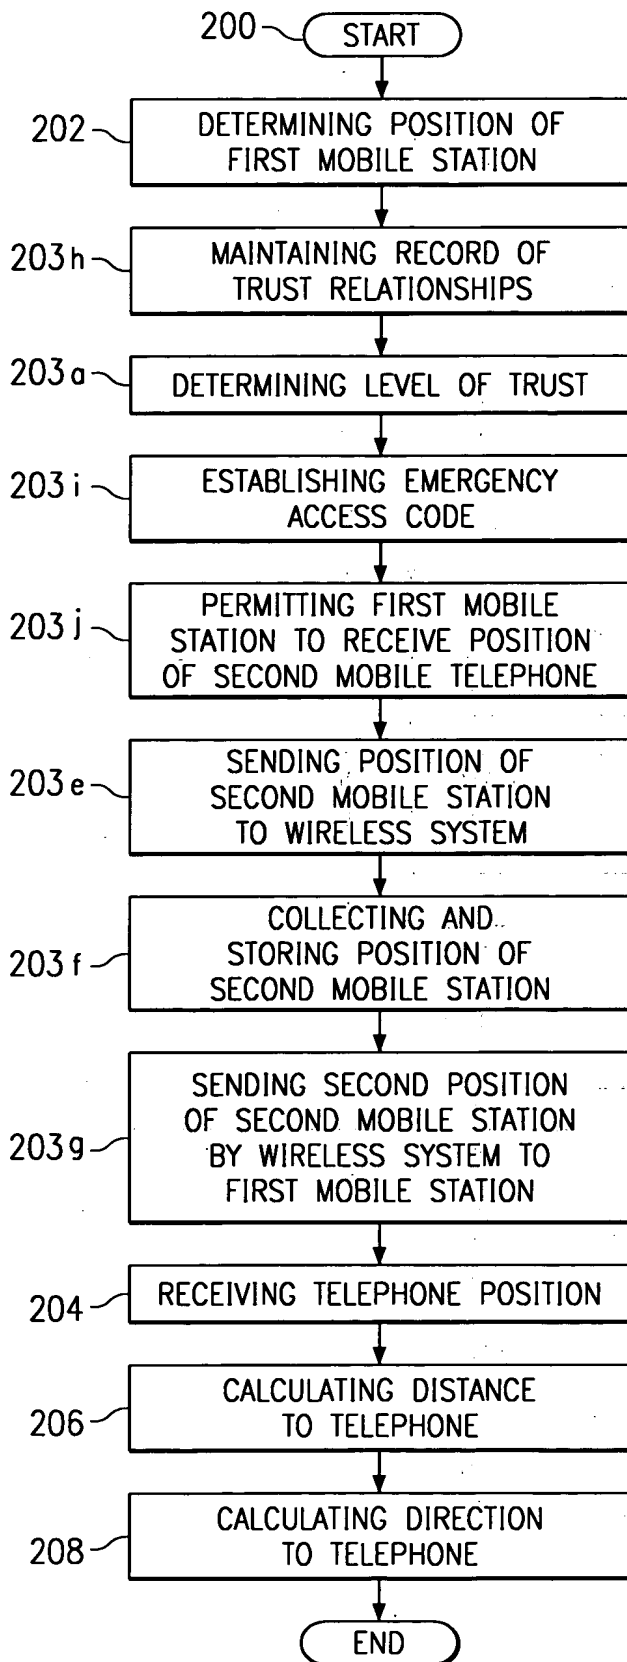 200
START
202
DETERMINING POSITION OF
FIRST MOBILE STATION
203h
MAINTAINING RECORD OF
TRUST RELATIONSHIPS
203a
DETERMINING LEVEL OF TRUST
203i
ESTABLISHING EMERGENCY
ACCESS CODE
203j
PERMITTING FIRST MOBILE
STATION TO RECEIVE POSITION
OF SECOND MOBILE TELEPHONE
203e
SENDING POSITION OF
SECOND MOBILE STATION
TO WIRELESS SYSTEM
203f
COLLECTING AND
STORING POSITION OF
SECOND MOBILE STATION
203g
SENDING SECOND POSITION
OF SECOND MOBILE STATION
BY WIRELESS SYSTEM TO
FIRST MOBILE STATION
204
RECEIVING TELEPHONE POSITION
206
CALCULATING DISTANCE
TO TELEPHONE
208
CALCULATING DIRECTION
TO TELEPHONE
END